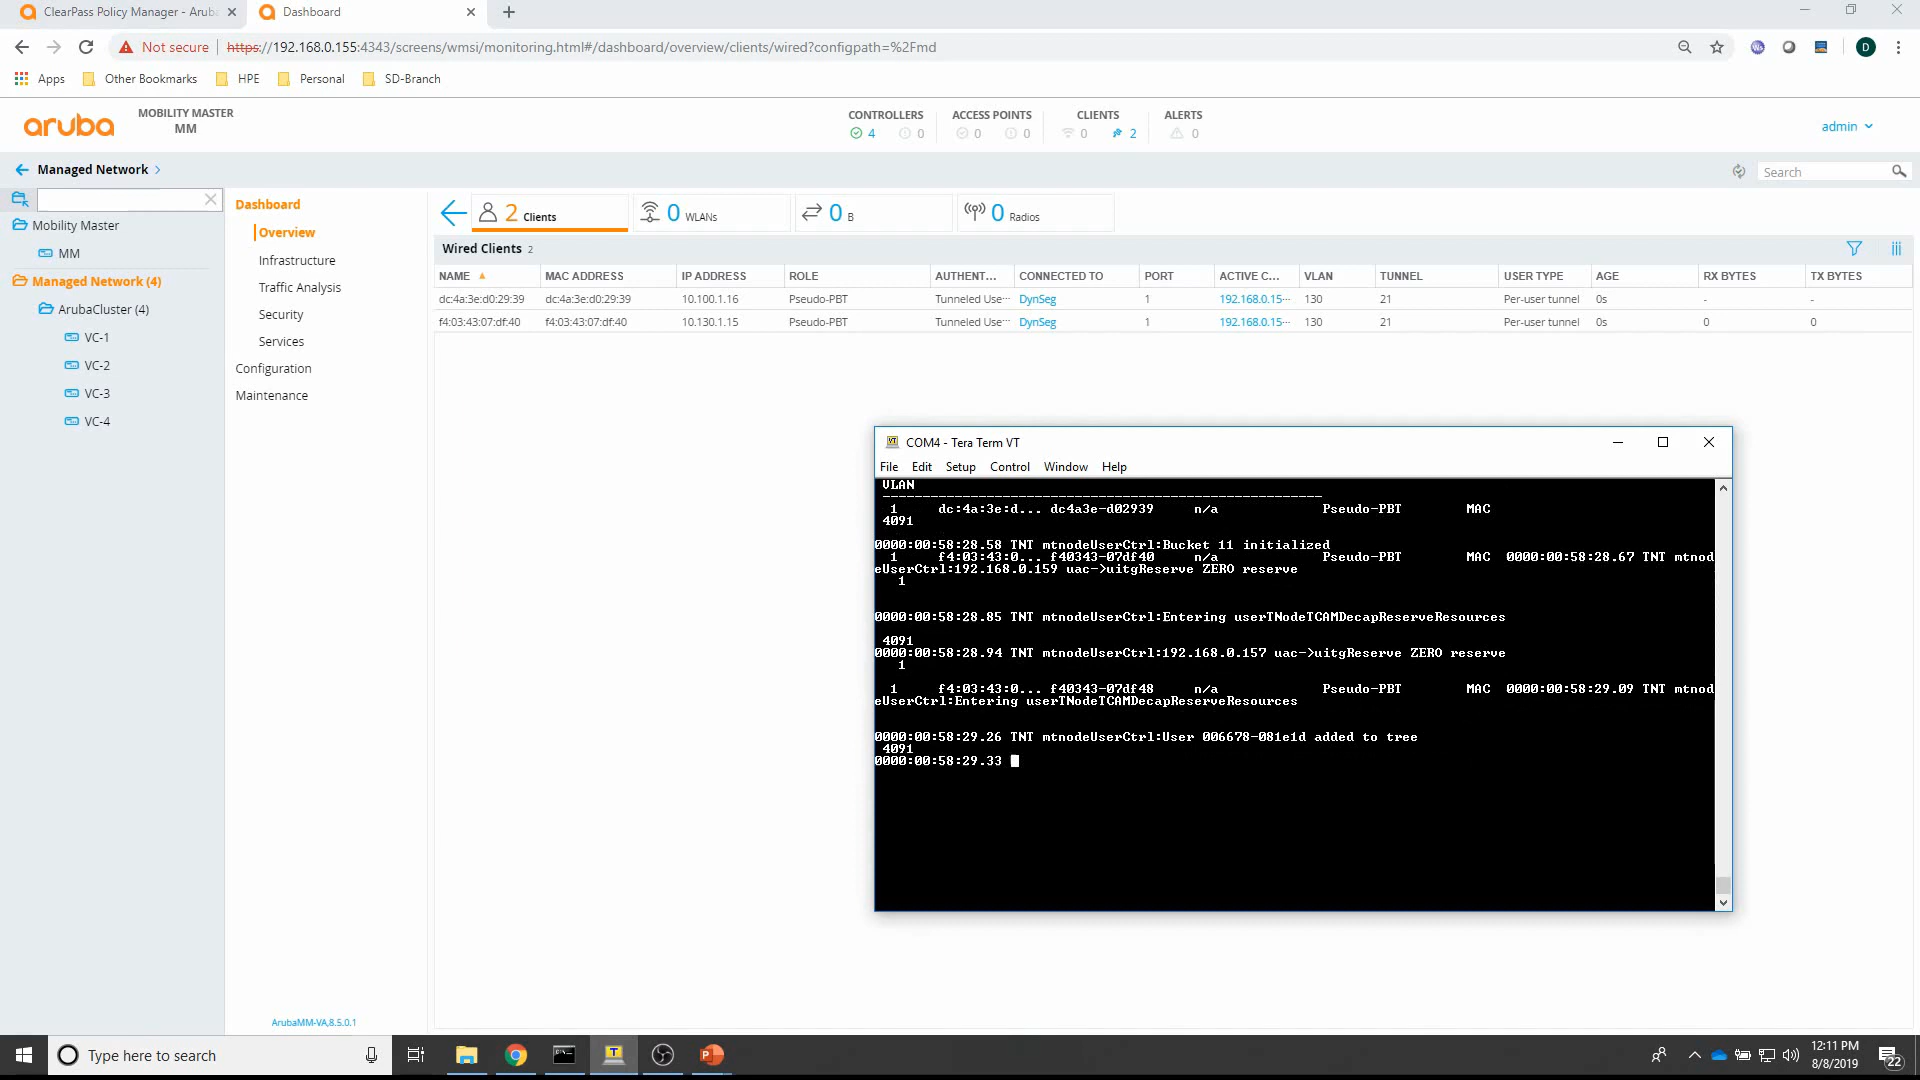 ClearPass Policy Manager - Aruba
Dashboard
Not secure
https://192.168.0.155:4343/screens/wmsi/monitoring.html#/dashboard/overview/clients/wired?configpath=%2Fmd
D
Apps
Other Bookmarks
HPE
Personal
SD-Branch
aruba
MOBILITY MASTER
MM
CONTROLLERS
4 0
ACCESS POINTS
0 0
CLIENTS
0 2
ALERTS
0
admin
Managed Network
Search
Mobility Master
MM
Managed Network (4)
ArubaCluster (4)
VC-1
VC-2
VC-3
VC-4
Dashboard
Overview
Infrastructure
Traffic Analysis
Security
Services
Configuration
Maintenance
ArubaMM-VA,8.5.0.1
2 Clients
0 WLANs
0 B
0 Radios
Wired Clients 2
NAME MAC ADDRESS IP ADDRESS ROLE AUTHENT... CONNECTED TO PORT ACTIVE C... VLAN TUNNEL USER TYPE AGE RX BYTES TX BYTES
dc:4a:3e:d0:29:39 dc:4a:3e:d0:29:39 10.100.1.16 Pseudo-PBT Tunneled Use... DynSeg 1 192.168.0.15... 130 21 Per-user tunnel 0s - -
f4:03:43:07:df:40 f4:03:43:07:df:40 10.130.1.15 Pseudo-PBT Tunneled Use... DynSeg 1 192.168.0.15... 130 21 Per-user tunnel 0s 0 0
COM4 - Tera Term VT
File Edit Setup Control Window Help
VLAN
-------------------------------------------------------
1 dc:4a:3e:d... dc4a3e-d02939 n/a Pseudo-PBT MAC
4091
0000:00:58:28.58 TNT mtnodeUserCtrl:Bucket 11 initialized
1 f4:03:43:0... f40343-07df40 n/a Pseudo-PBT MAC 0000:00:58:28.67 TNT mtnod
eUserCtrl:192.168.0.159 uac->uitgReserve ZERO reserve
1
0000:00:58:28.85 TNT mtnodeUserCtrl:Entering userTNodeTCAMDecapReserveResources
4091
0000:00:58:28.94 TNT mtnodeUserCtrl:192.168.0.157 uac->uitgReserve ZERO reserve
1
1 f4:03:43:0... f40343-07df48 n/a Pseudo-PBT MAC 0000:00:58:29.09 TNT mtnod
eUserCtrl:Entering userTNodeTCAMDecapReserveResources
0000:00:58:29.26 TNT mtnodeUserCtrl:User 006678-081e1d added to tree
4091
0000:00:58:29.33
Type here to search
12:11 PM
8/8/2019
22